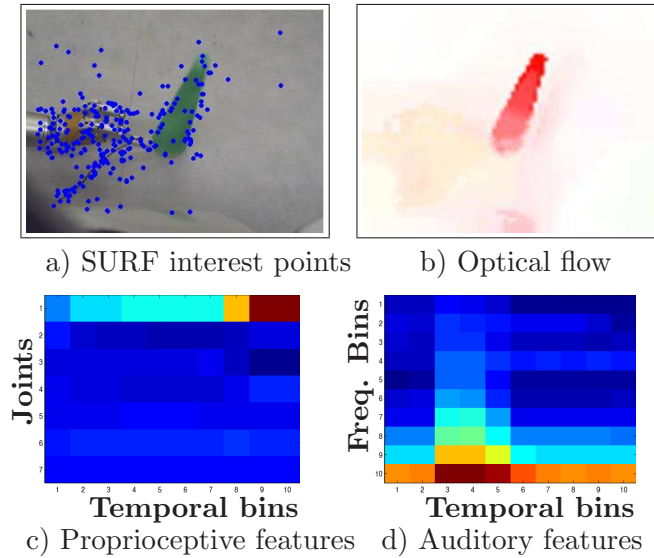 a) SURF interest points
b) Optical flow
Joints
1
2
3
4
5
6
7
1 2 3 4 5 6 7 8 9 10
Temporal bins
c) Proprioceptive features
Freq. Bins
1
2
3
4
5
6
7
8
9
10
1 2 3 4 5 6 7 8 9 10
Temporal bins
d) Auditory features